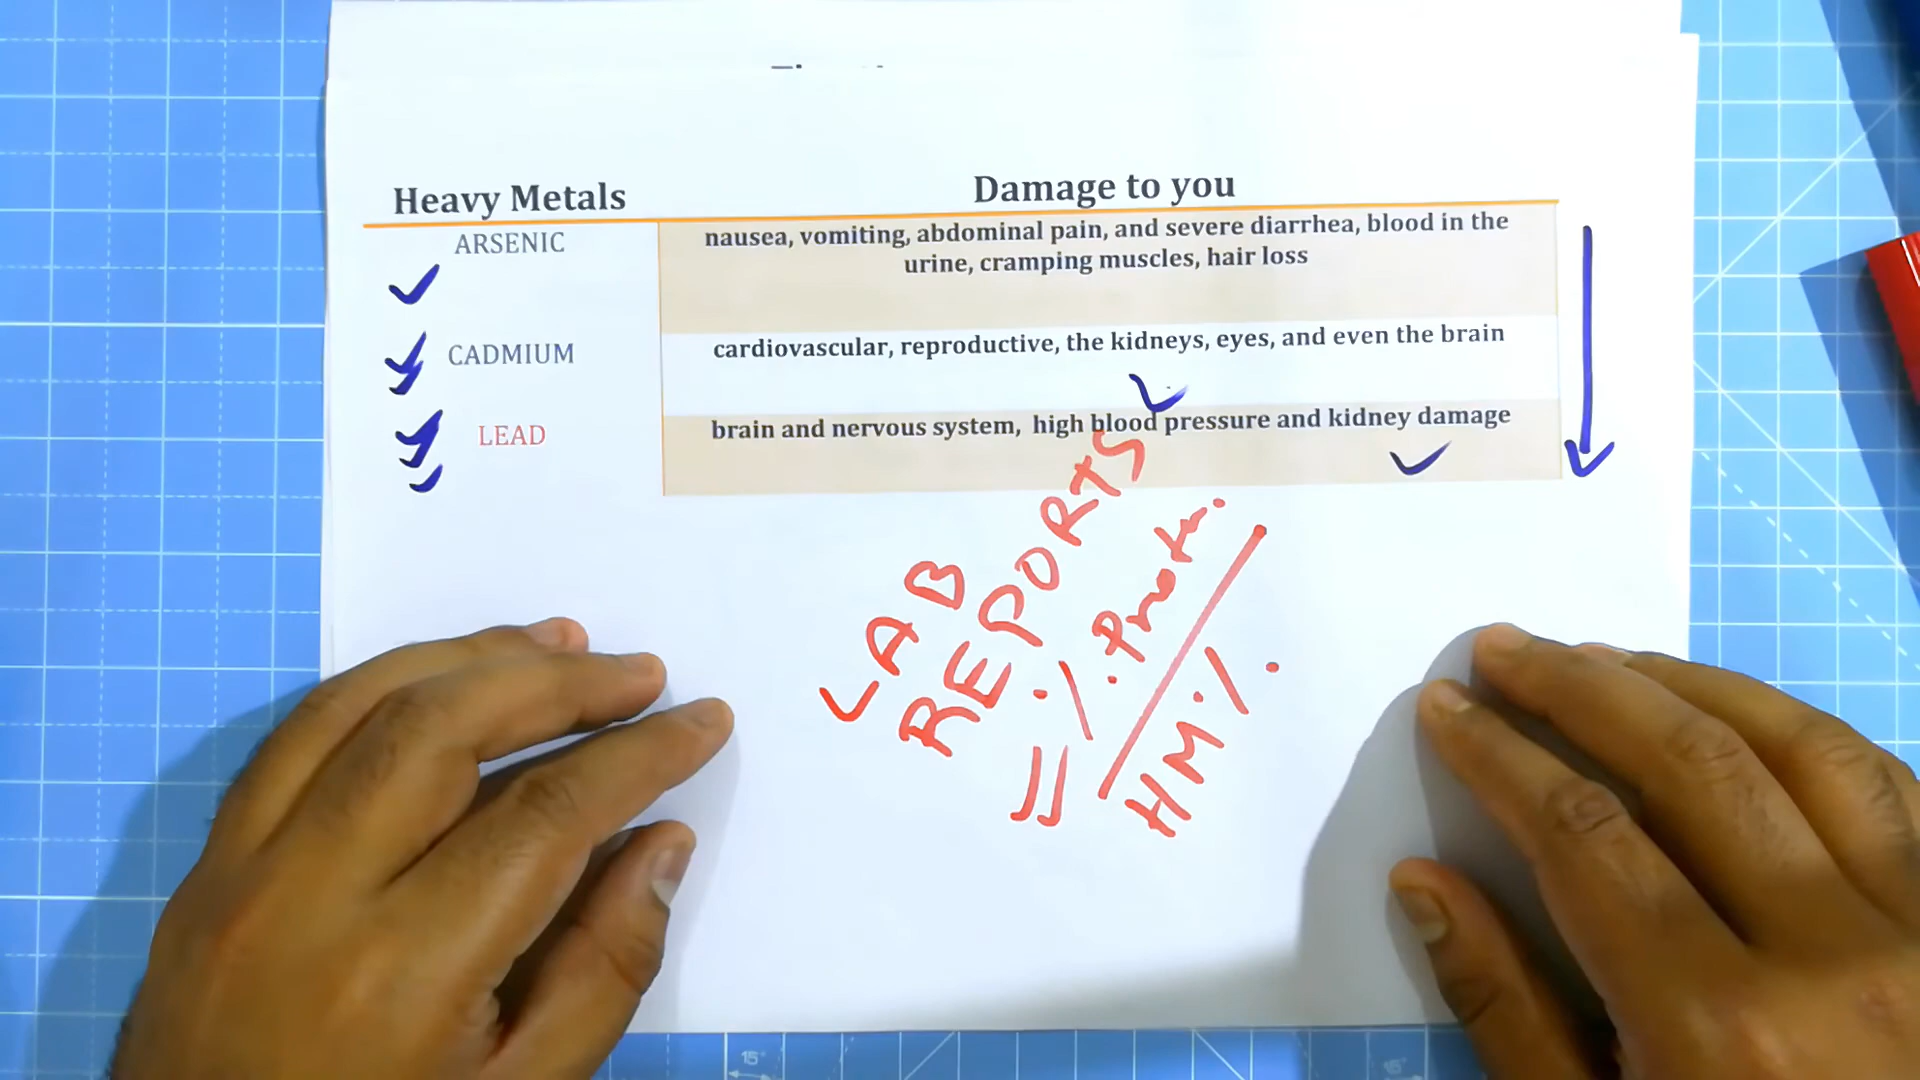 Heavy Metals
Damage to you
ARSENIC
nausea, vomiting, abdominal pain, and severe diarrhea, blood in the
urine, cramping muscles, hair loss
CADMIUM
cardiovascular, reproductive, the kidneys, eyes, and even the brain
LEAD
brain and nervous system, high blood pressure and kidney damage
LAB
REPORTS
HM %
15°
15°